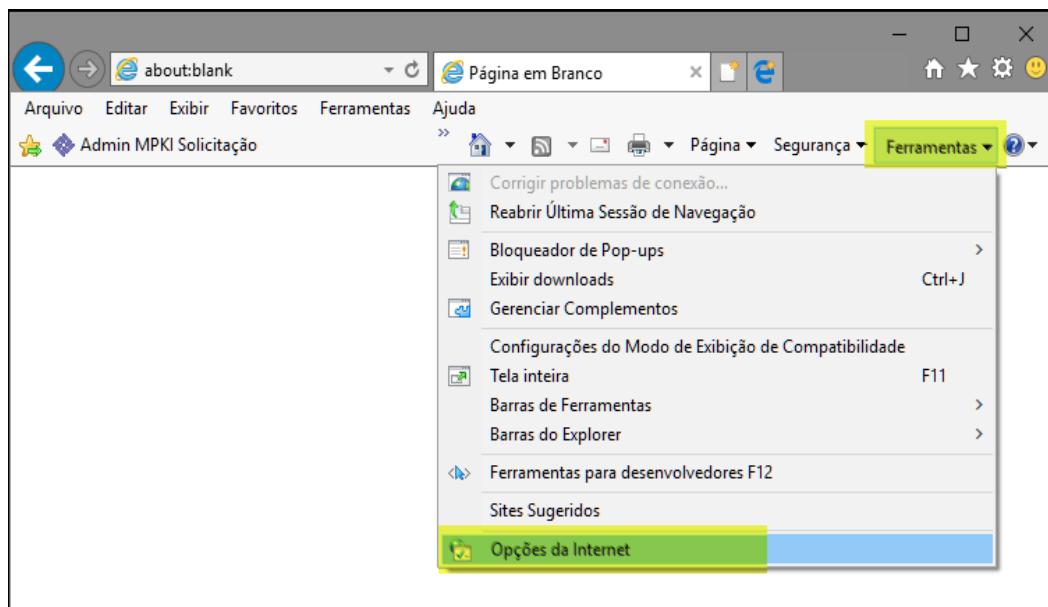 about:blank
Página em Branco
Arquivo Editar Exibir Favoritos Ferramentas Ajuda
Admin MPKI Solicitação
Página Segurança Ferramentas
Corrigir problemas de conexão...
Reabrir Última Sessão de Navegação
Bloqueador de Pop-ups
Exibir downloads Ctrl+J
Gerenciar Complementos
Configurações do Modo de Exibição de Compatibilidade
Tela inteira F11
Barras de Ferramentas
Barras do Explorer
Ferramentas para desenvolvedores F12
Sites Sugeridos
Opções da Internet